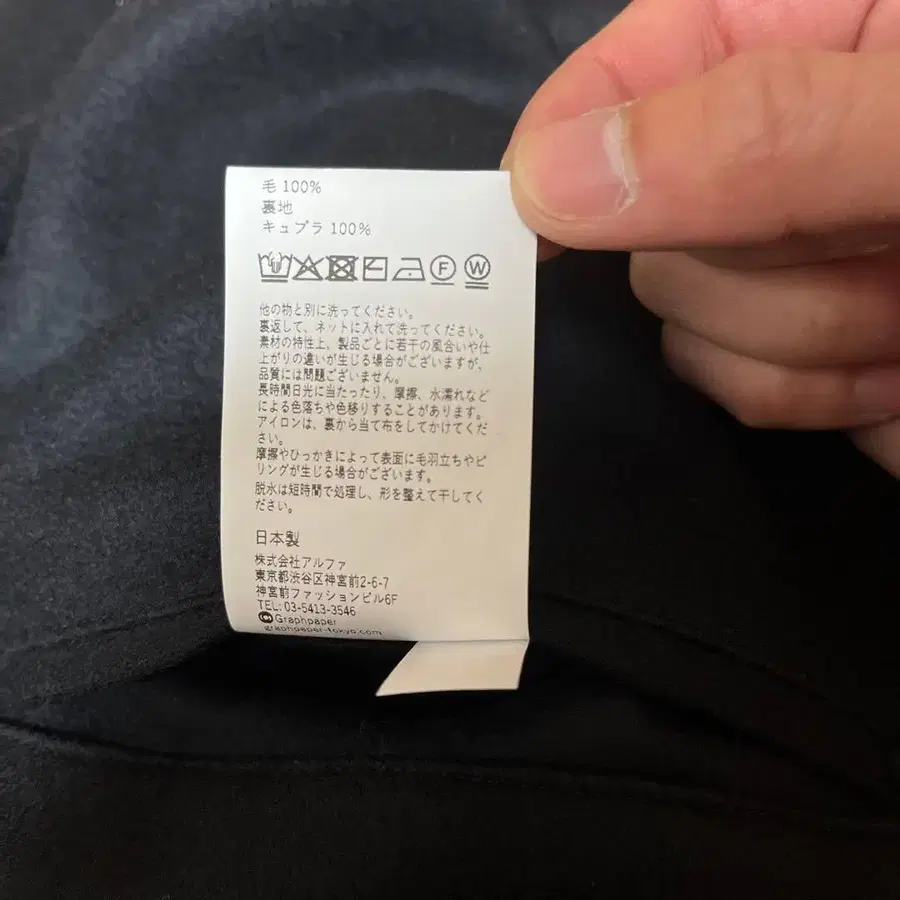 毛 100%
裏地
キュプラ 100%
F W
他の物と別に洗ってください。
裏返して、ネットに入れて洗ってください。
素材の特性上、製品ごとに若干の風合いや仕
上がりの違いが生じる場合がございますが、
品質には問題ございません。
長時間日光に当たったり、摩擦、水濡れなど
による色落ちや色移りすることがあります。
アイロンは、裏から当て布をしてかけてくだ
さい。
摩擦やひっかきによって表面に毛羽立ちやピ
リングが生じる場合がございます。
脱水は短時間で処理し、形を整えて干してく
ださい。
日本製
株式会社アルファ
東京都渋谷区神宮前2-6-7
神宮前ファッションビル6F
TEL: 03-5413-3546
©Graphpaper
graphpaper-tokyo.com